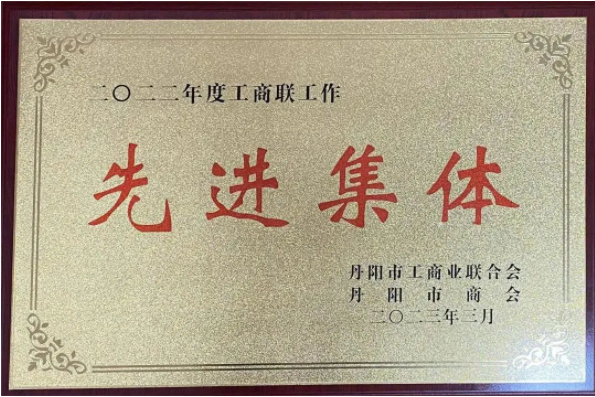 二〇二二年度工商联工作
先进集体
丹阳市工商业联合会
丹阳市商会
二〇二三年三月